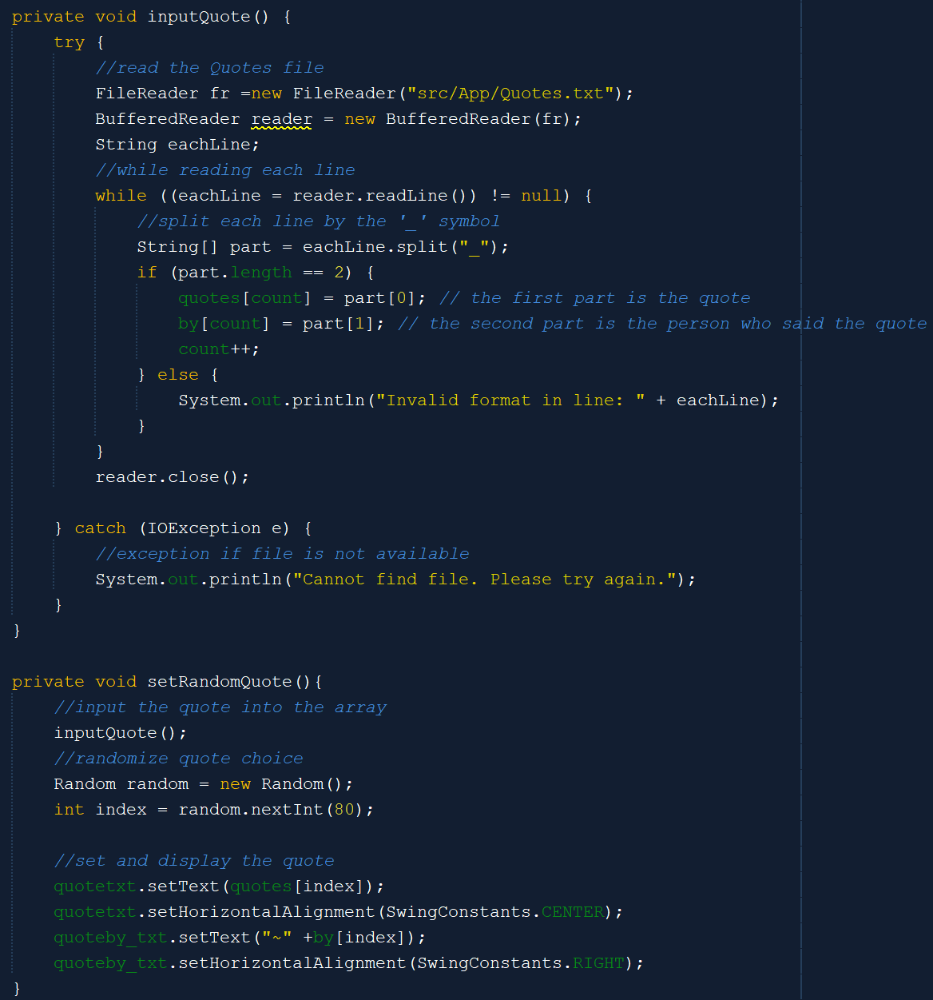 private void inputQuote() {
    try {
        //read the Quotes file
        FileReader fr =new FileReader("src/App/Quotes.txt");
        BufferedReader reader = new BufferedReader(fr);
        String eachLine;
        //while reading each line
        while ((eachLine = reader.readLine()) != null) {
            //split each line by the '_' symbol
            String[] part = eachLine.split("_");
            if (part.length == 2) {
                quotes[count] = part[0]; // the first part is the quote
                by[count] = part[1]; // the second part is the person who said the quote
                count++;
            } else {
                System.out.println("Invalid format in line: " + eachLine);
            }
        }
        reader.close();

    } catch (IOException e) {
        //exception if file is not available
        System.out.println("Cannot find file. Please try again.");
    }
}

private void setRandomQuote(){
    //input the quote into the array
    inputQuote();
    //randomize quote choice
    Random random = new Random();
    int index = random.nextInt(80);

    //set and display the quote
    quotetxt.setText(quotes[index]);
    quotetxt.setHorizontalAlignment(SwingConstants.CENTER);
    quoteby_txt.setText("~" +by[index]);
    quoteby_txt.setHorizontalAlignment(SwingConstants.RIGHT);
}